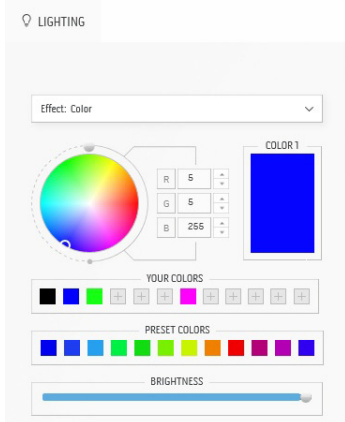 LIGHTING
Effect: Color
COLOR 1
R 5
G 5
B 255
YOUR COLORS
PRESET COLORS
BRIGHTNESS